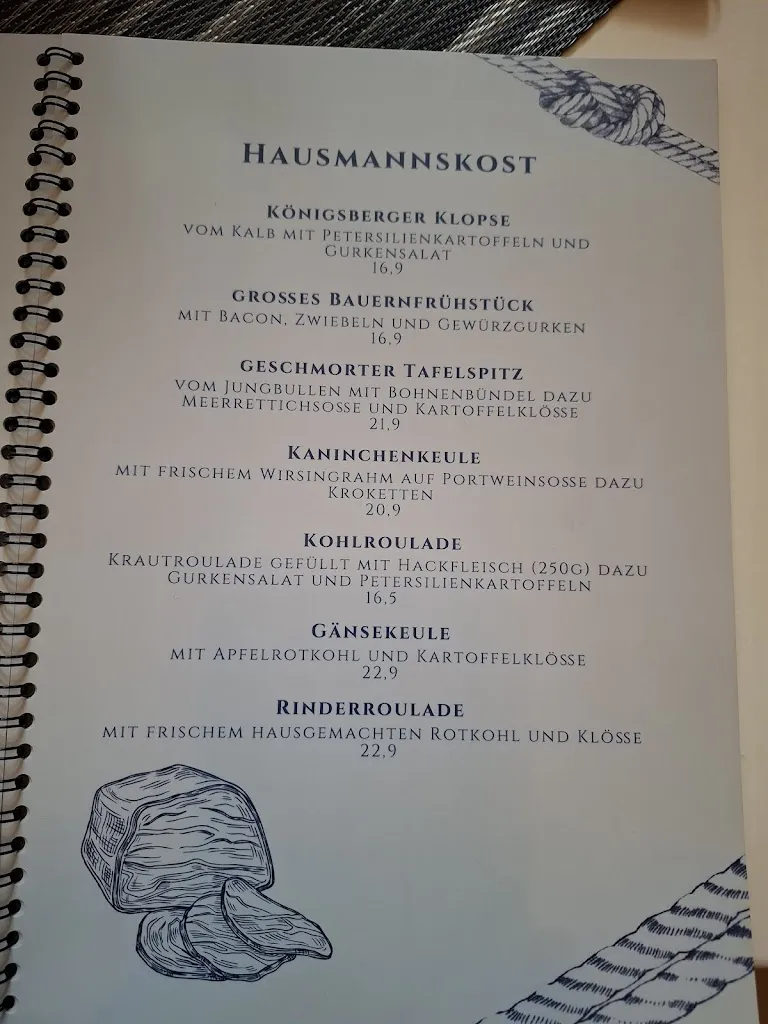 Hausmannskost
Königsberger Klopse
vom Kalb mit Petersilienkartoffeln und
Gurkensalat
16,9
grosses Bauernfrühstück
mit Bacon, Zwiebeln und Gewürzgurken
16,9
geschmorter Tafelspitz
vom Jungbullen mit Bohnenbündel dazu
Meerrettichsosse und Kartoffelklösse
21,9
Kaninchenkeule
mit frischem Wirsingrahm auf Portweinsosse dazu
Kroketten
20,9
Kohlroulade
Krautroulade gefüllt mit Hackfleisch (250g) dazu
Gurkensalat und Petersilienkartoffeln
16,5
Gänsekeule
mit Apfelrotkohl und Kartoffelklösse
22,9
Rinderroulade
mit frischem hausgemachten Rotkohl und Klösse
22,9